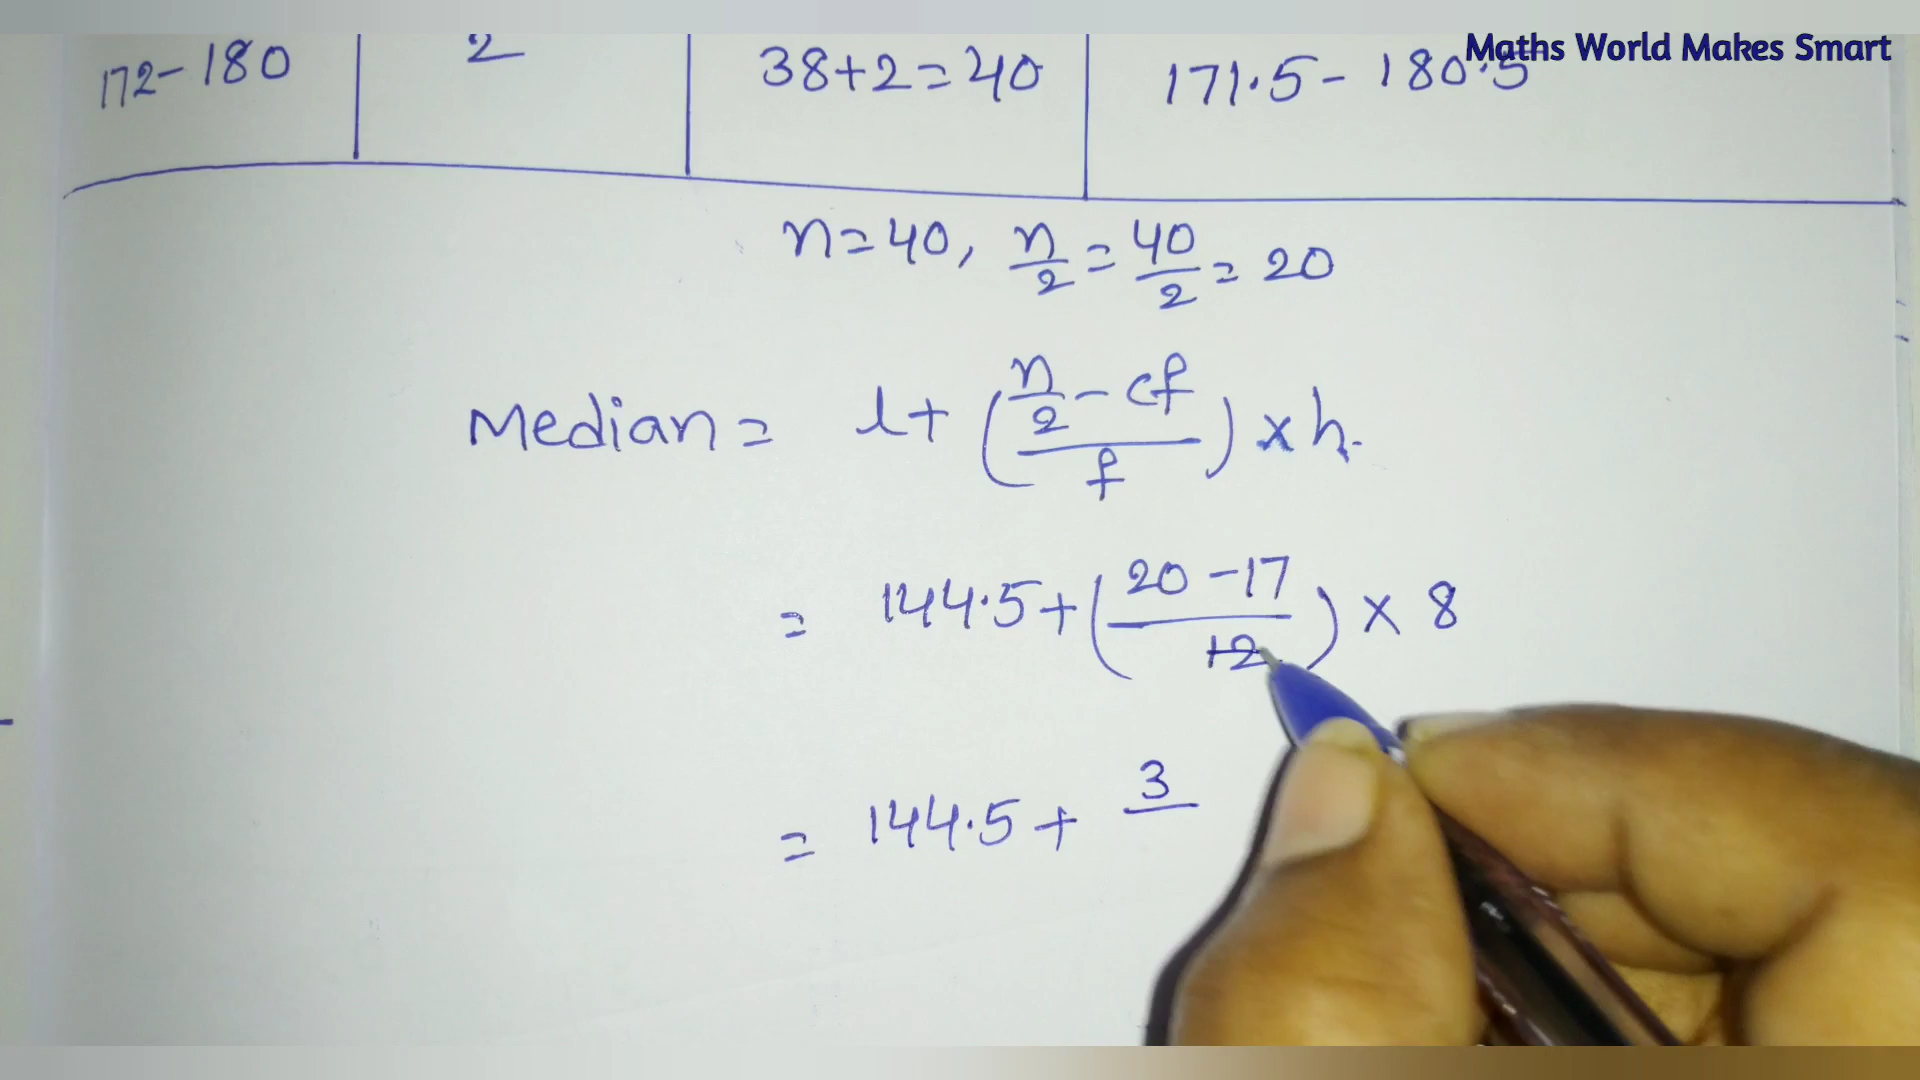 Maths World Makes Smart
172-180 2 38+2=40 171.5-180.5
n=40, n/2 = 40/2 = 20
Median = l+ (n/2 - cf / f) × h.
= 144.5+ (20-17 / 12) × 8
= 144.5 + 3